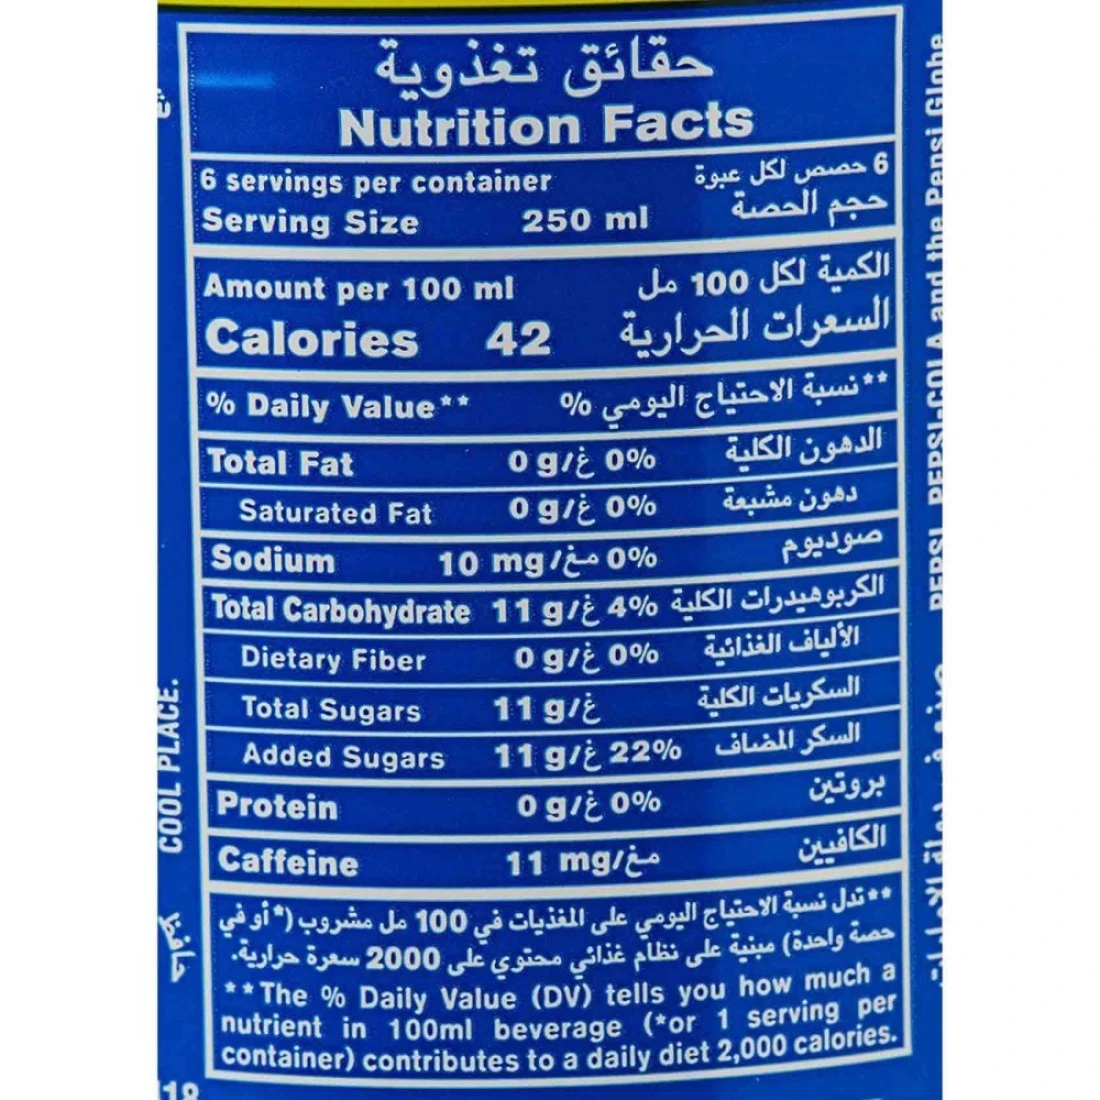 حقائق تغذوية
Nutrition Facts
6 servings per container 6 حصص لكل عبوة
Serving Size 250 ml حجم الحصة
Amount per 100 ml الكمية لكل 100 مل
Calories 42 السعرات الحرارية
% Daily Value** **نسبة الاحتياج اليومي %
Total Fat 0 g/غ 0% الدهون الكلية
Saturated Fat 0 g/غ 0% دهون مشبعة
Sodium 10 mg/مغ 0% صوديوم
Total Carbohydrate 11 g/غ 4% الكربوهيدرات الكلية
Dietary Fiber 0 g/غ 0% الألياف الغذائية
Total Sugars 11 g/غ السكريات الكلية
Added Sugars 11 g/غ 22% السكر المضاف
Protein 0 g/غ 0% بروتين
Caffeine 11 mg/مغ الكافيين
**تدل نسبة الاحتياج اليومي على المغذيات في 100 مل مشروب (*أو في
حصة واحدة) مبنية على نظام غذائي محتوي على 2000 سعرة حرارية.
**The % Daily Value (DV) tells you how much a
nutrient in 100ml beverage (*or 1 serving per
container) contributes to a daily diet 2,000 calories.
COOL PLACE.
PEPSI, PEPSI-COLA and the Pepsi Globe
118